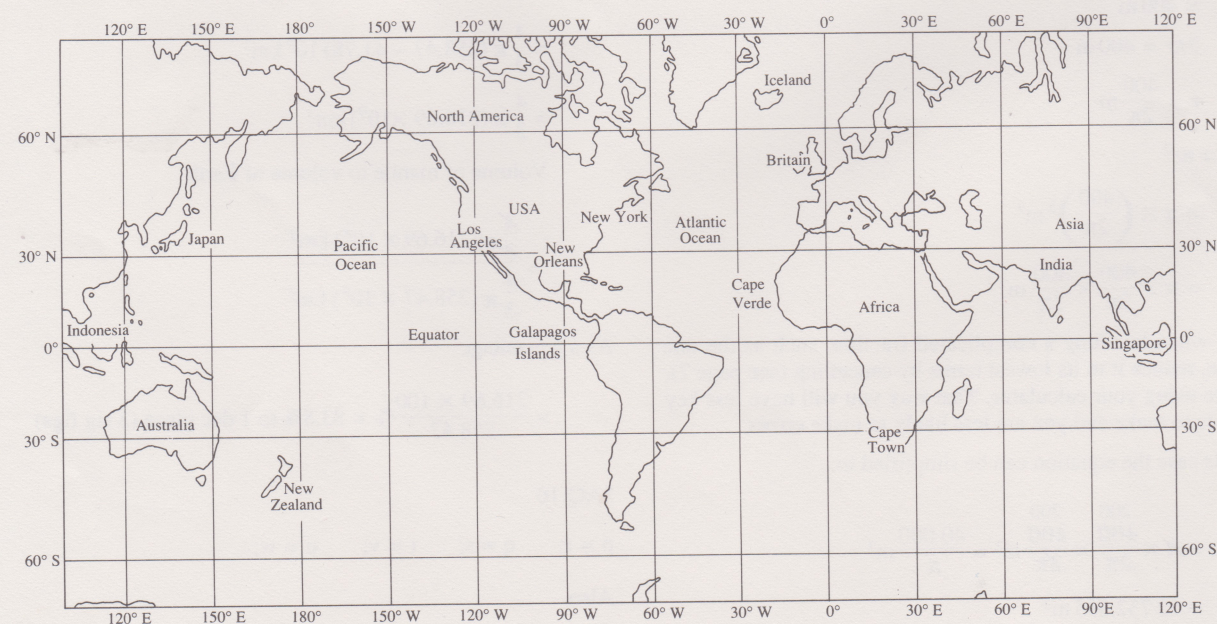 120° E 150° E 180° 150° W 120° W 90° W 60° W 30° W 0° 30° E 60° E 90° E 120° E
Iceland
North America
60° N 60° N
Britain
USA
New York
Atlantic
Ocean
Asia
Japan
Los
Angeles
Pacific
Ocean
New
Orleans
30° N 30° N
India
Cape
Verde
Africa
Indonesia
Equator
Galapagos
Islands
0° 0°
Singapore
Australia
Cape
Town
30° S 30° S
New
Zealand
60° S 60° S
120° E 150° E 180° 150° W 120° W 90° W 60° W 30° W 0° 30° E 60° E 90°E 120° E